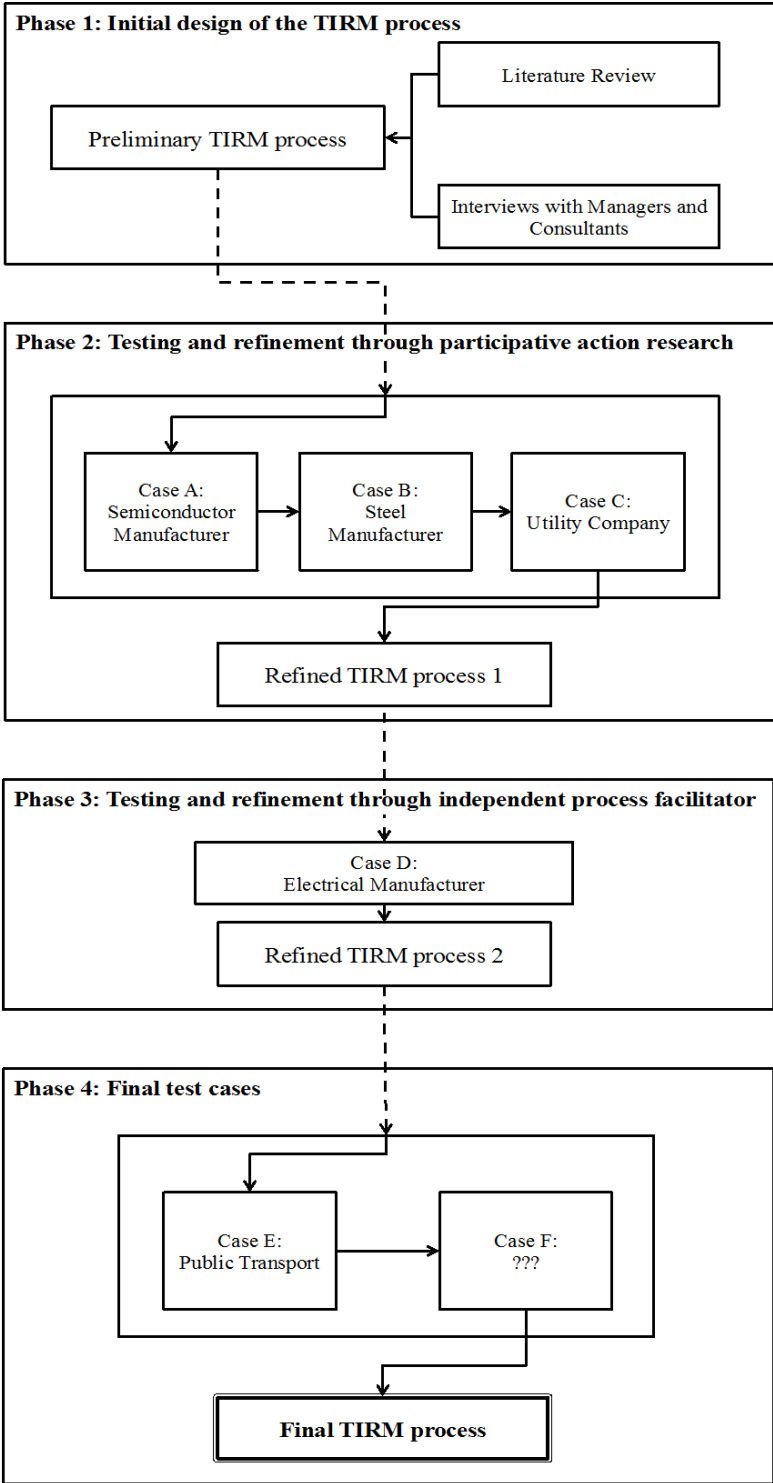 Phase 1: Initial design of the TIRM process
Literature Review
Preliminary TIRM process
Interviews with Managers and
Consultants
Phase 2: Testing and refinement through participative action research
Case A:
Semiconductor
Manufacturer
Case B:
Steel
Manufacturer
Case C:
Utility Company
Refined TIRM process 1
Phase 3: Testing and refinement through independent process facilitator
Case D:
Electrical Manufacturer
Refined TIRM process 2
Phase 4: Final test cases
Case E:
Public Transport
Case F:
???
Final TIRM process